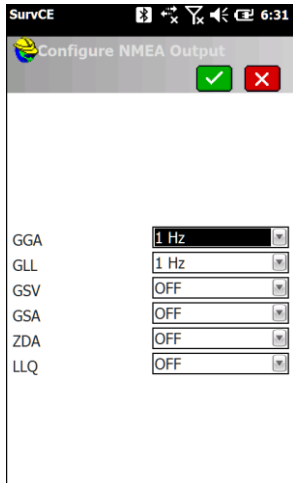 SurvCE 6:31
Configure NMEA Output
GGA 1 Hz
GLL 1 Hz
GSV OFF
GSA OFF
ZDA OFF
LLQ OFF